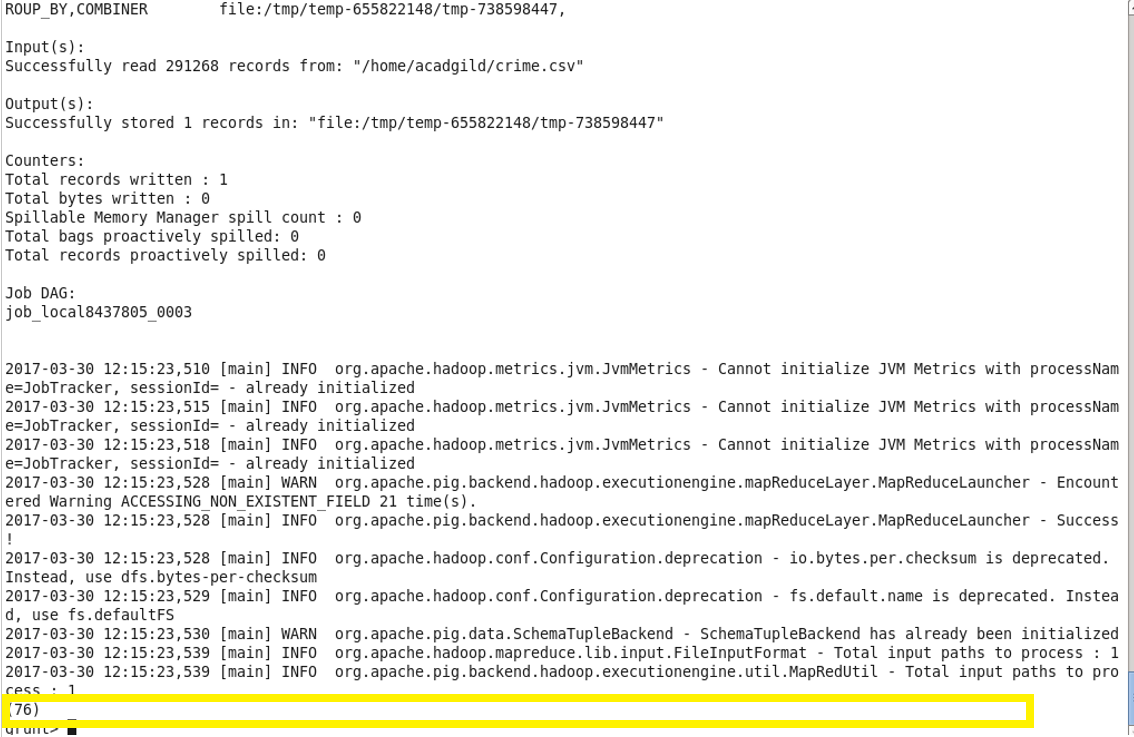 ROUP_BY,COMBINER        file:/tmp/temp-655822148/tmp-738598447,
Input(s):
Successfully read 291268 records from: "/home/acadgild/crime.csv"
Output(s):
Successfully stored 1 records in: "file:/tmp/temp-655822148/tmp-738598447"
Counters:
Total records written : 1
Total bytes written : 0
Spillable Memory Manager spill count : 0
Total bags proactively spilled: 0
Total records proactively spilled: 0
Job DAG:
job_local8437805_0003
2017-03-30 12:15:23,510 [main] INFO  org.apache.hadoop.metrics.jvm.JvmMetrics - Cannot initialize JVM Metrics with processNam
e=JobTracker, sessionId= - already initialized
2017-03-30 12:15:23,515 [main] INFO  org.apache.hadoop.metrics.jvm.JvmMetrics - Cannot initialize JVM Metrics with processNam
e=JobTracker, sessionId= - already initialized
2017-03-30 12:15:23,518 [main] INFO  org.apache.hadoop.metrics.jvm.JvmMetrics - Cannot initialize JVM Metrics with processNam
e=JobTracker, sessionId= - already initialized
2017-03-30 12:15:23,528 [main] WARN  org.apache.pig.backend.hadoop.executionengine.mapReduceLayer.MapReduceLauncher - Encount
ered Warning ACCESSING_NON_EXISTENT_FIELD 21 time(s).
2017-03-30 12:15:23,528 [main] INFO  org.apache.pig.backend.hadoop.executionengine.mapReduceLayer.MapReduceLauncher - Success
!
2017-03-30 12:15:23,528 [main] INFO  org.apache.hadoop.conf.Configuration.deprecation - io.bytes.per.checksum is deprecated.
Instead, use dfs.bytes-per-checksum
2017-03-30 12:15:23,529 [main] INFO  org.apache.hadoop.conf.Configuration.deprecation - fs.default.name is deprecated. Instea
d, use fs.defaultFS
2017-03-30 12:15:23,530 [main] WARN  org.apache.pig.data.SchemaTupleBackend - SchemaTupleBackend has already been initialized
2017-03-30 12:15:23,539 [main] INFO  org.apache.hadoop.mapreduce.lib.input.FileInputFormat - Total input paths to process : 1
2017-03-30 12:15:23,539 [main] INFO  org.apache.pig.backend.hadoop.executionengine.util.MapRedUtil - Total input paths to pro
cess : 1
(76)
grunt>